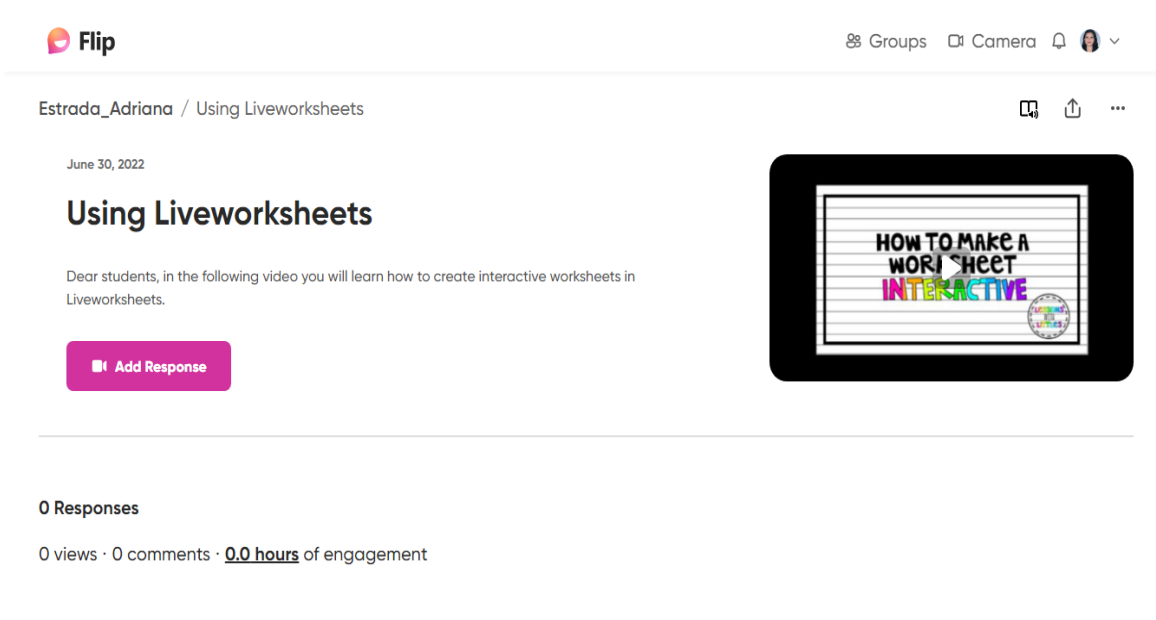 Flip
Groups Camera
Estrada_Adriana / Using Liveworksheets
June 30, 2022
Using Liveworksheets
Dear students, in the following video you will learn how to create interactive worksheets in
Liveworksheets.
Add Response
HOW TO MAKE A
WORKSHEET
INTERACTIVE
LESSONS
LITTLES
0 Responses
0 views · 0 comments · 0.0 hours of engagement